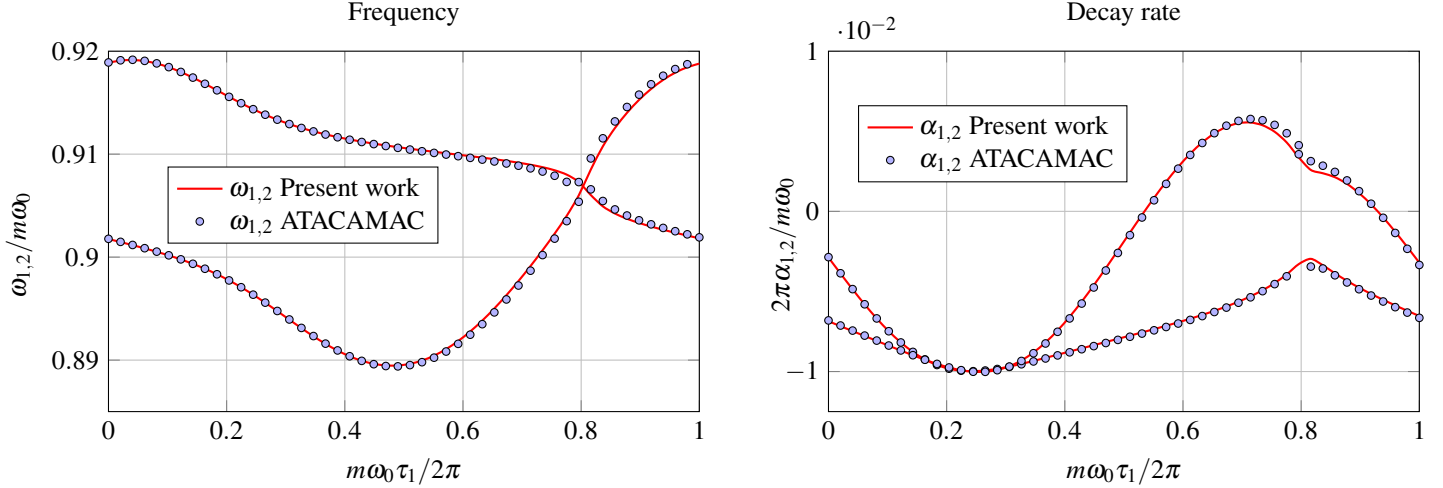 Frequency
0.92
0.91
0.9
0.89
ω1,2/mω0
ω1,2 Present work
ω1,2 ATACAMAC
0 0.2 0.4 0.6 0.8 1
mω0τ1/2π
Decay rate
·10−2
1
0
−1
2πα1,2/mω0
α1,2 Present work
α1,2 ATACAMAC
0 0.2 0.4 0.6 0.8 1
mω0τ1/2π